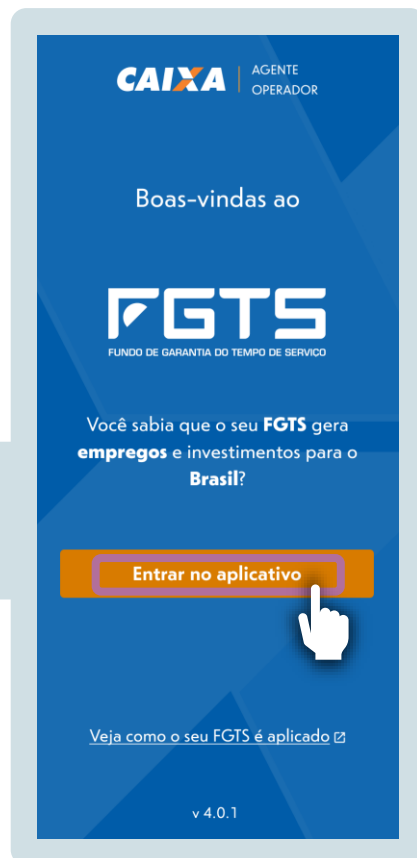 CAIXA
AGENTE
OPERADOR
Boas-vindas ao
FGTS
FUNDO DE GARANTIA DO TEMPO DE SERVIÇO
Você sabia que o seu FGTS gera
empregos e investimentos para o
Brasil?
Entrar no aplicativo
Veja como o seu FGTS é aplicado
v 4.0.1